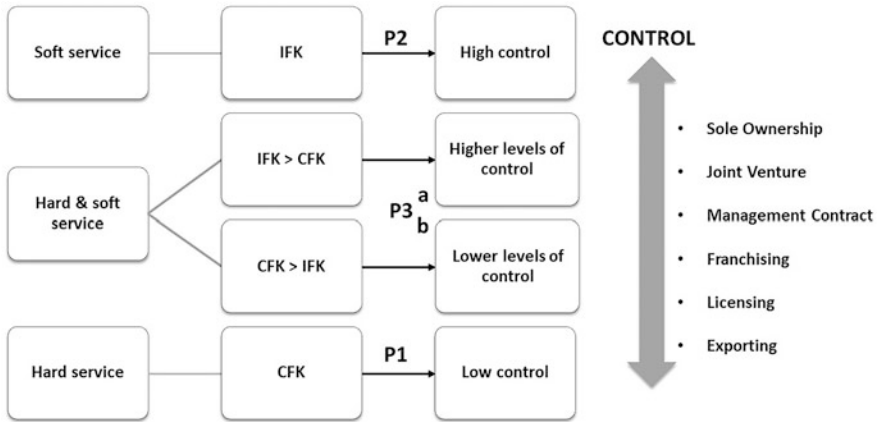 Soft service
IFK
P2
High control
CONTROL
IFK > CFK
Higher levels of
control
Hard & soft
service
P3 a
b
CFK > IFK
Lower levels of
control
Hard service
CFK
P1
Low control
• Sole Ownership
• Joint Venture
• Management Contract
• Franchising
• Licensing
• Exporting